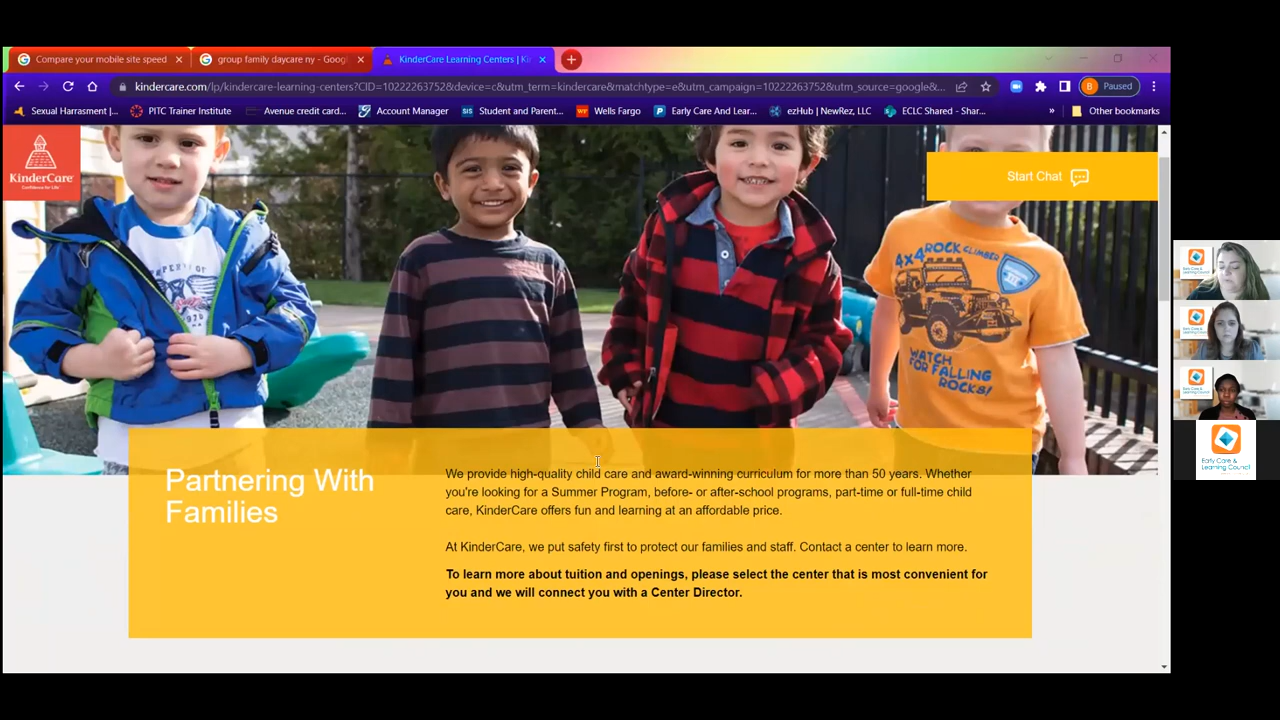 Compare your mobile site speed
group family daycare ny - Goog
KinderCare Learning Centers | Ki
kindercare.com/lp/kindercare-learning-centers?CID=10222263752&device=c&utm_term=kindercare&matchtype=e&utm_campaign=10222263752&utm_source=google&...
B Paused
Sexual Harrasment |...
PITC Trainer Institute
Avenue credit card...
Account Manager
SIS Student and Parent...
Wells Fargo
Early Care And Lear...
ezHub | NewRez, LLC
ECLC Shared - Shar...
»
Other bookmarks
KinderCare
Start Chat
4x4 ROCK CLIMBER
WATCH
FOR FALLING
ROCKS!
Partnering With
Families
We provide high-quality child care and award-winning curriculum for more than 50 years. Whether
you're looking for a Summer Program, before- or after-school programs, part-time or full-time child
care, KinderCare offers fun and learning at an affordable price.
At KinderCare, we put safety first to protect our families and staff. Contact a center to learn more.
To learn more about tuition and openings, please select the center that is most convenient for
you and we will connect you with a Center Director.
Early Care &
Learning Council